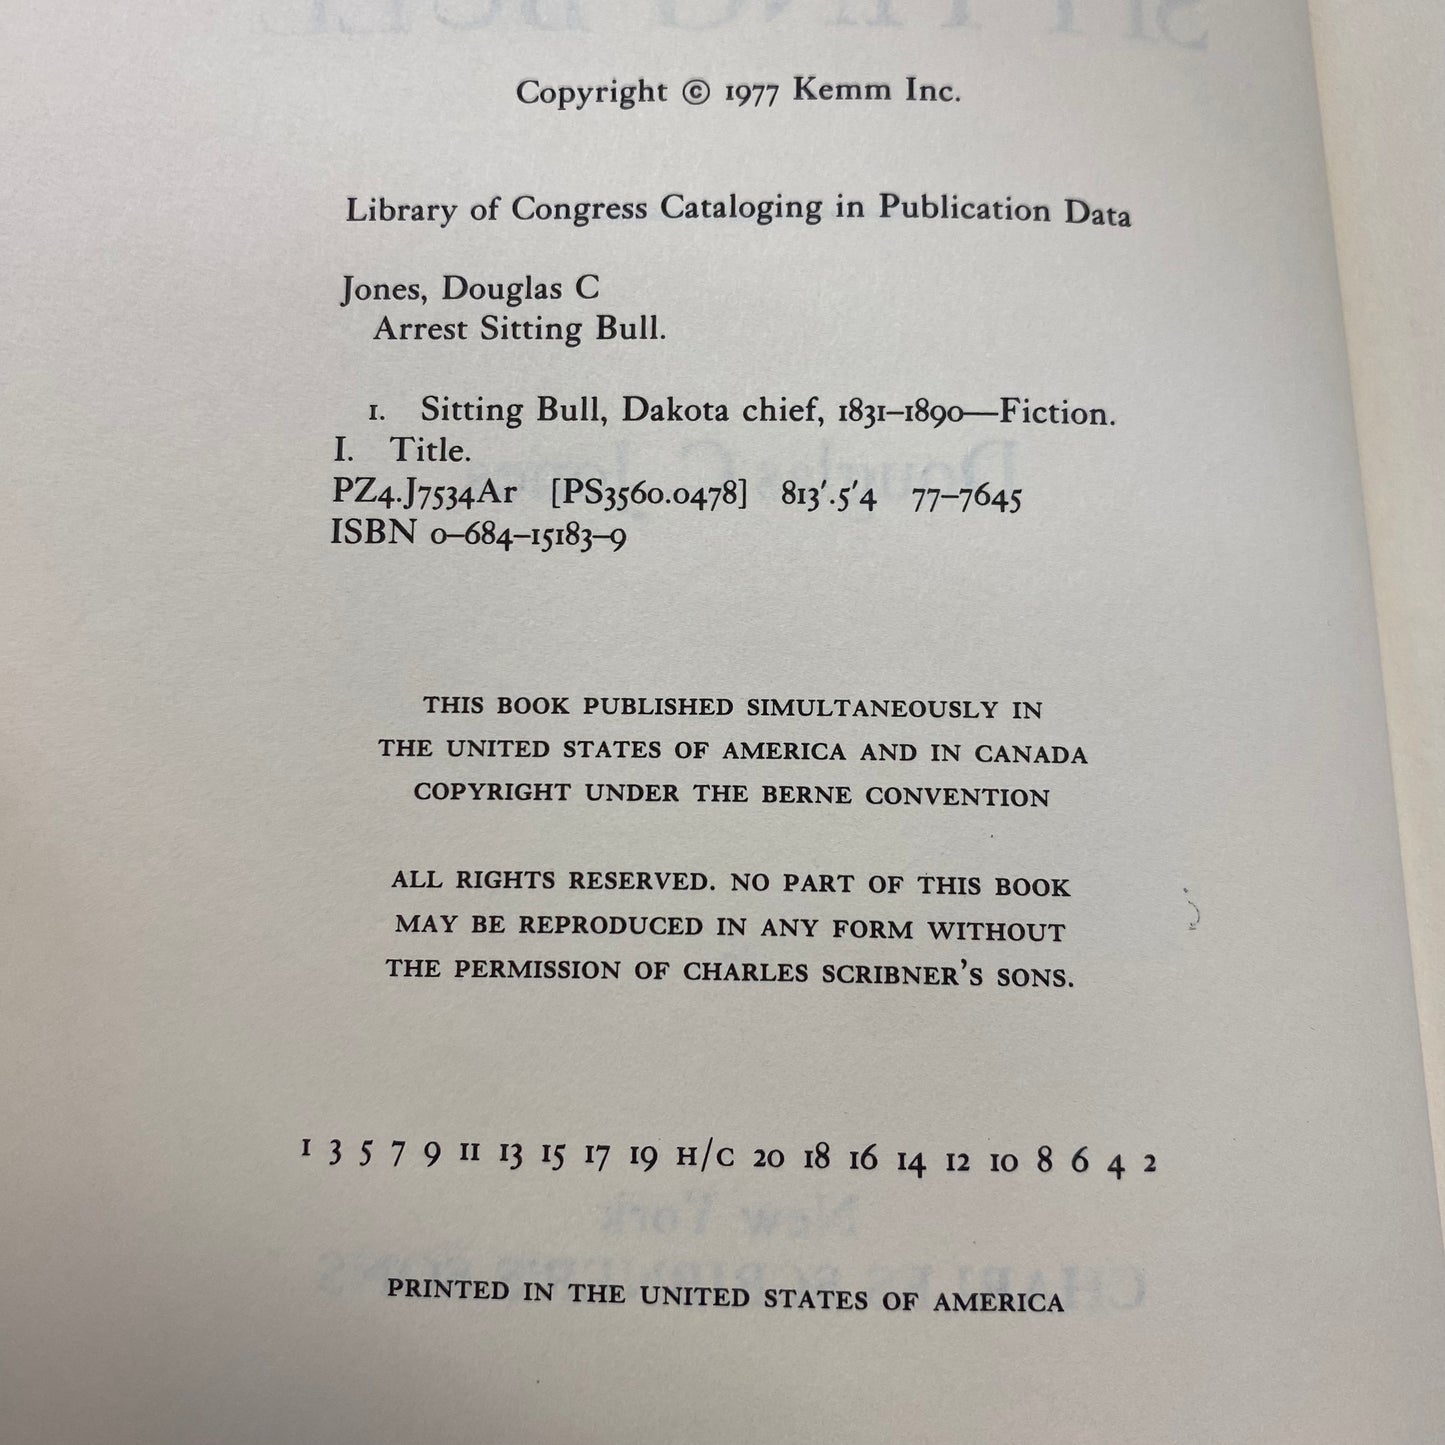 Copyright © 1977 Kemm Inc.
Library of Congress Cataloging in Publication Data
Jones, Douglas C
Arrest Sitting Bull.
1. Sitting Bull, Dakota chief, 1831–1890—Fiction.
I. Title.
PZ4.J7534Ar [PS3560.0478] 813'.5'4 77–7645
ISBN 0–684–15183–9
THIS BOOK PUBLISHED SIMULTANEOUSLY IN
THE UNITED STATES OF AMERICA AND IN CANADA
COPYRIGHT UNDER THE BERNE CONVENTION
ALL RIGHTS RESERVED. NO PART OF THIS BOOK
MAY BE REPRODUCED IN ANY FORM WITHOUT
THE PERMISSION OF CHARLES SCRIBNER'S SONS.
1 3 5 7 9 11 13 15 17 19 H/C 20 18 16 14 12 10 8 6 4 2
PRINTED IN THE UNITED STATES OF AMERICA